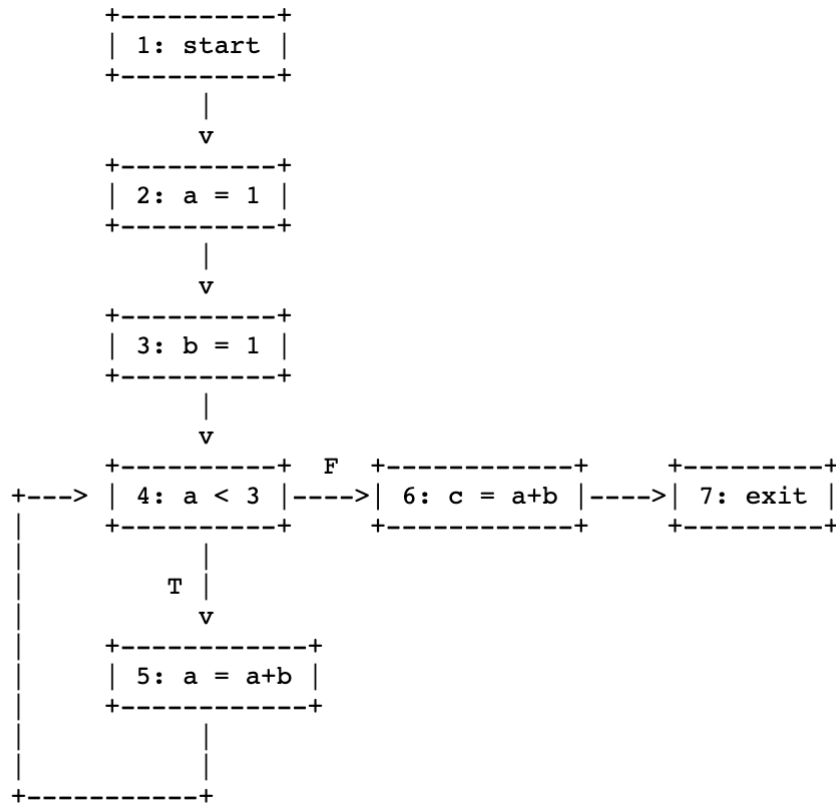 1: start
2: a = 1
3: b = 1
F
4: a < 3
6: c = a+b
7: exit
T
5: a = a+b